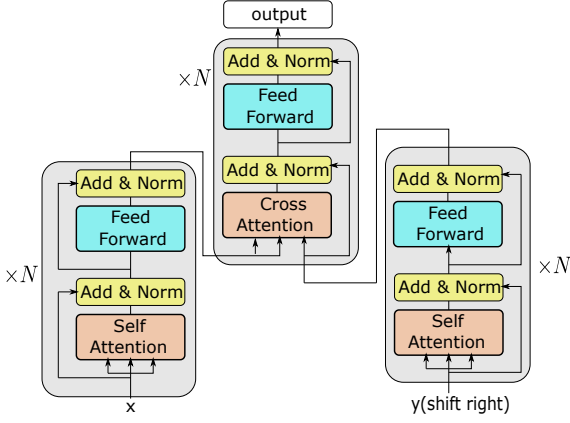 output
Add & Norm
×N
Feed
Forward
Add & Norm
Cross
Attention
Add & Norm
Feed
Forward
×N
Add & Norm
Self
Attention
x
Add & Norm
Feed
Forward
×N
Add & Norm
Self
Attention
y(shift right)